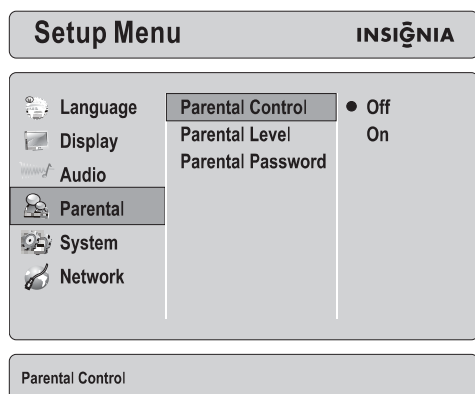 Setup Menu
INSIGNIA
Language
Display
Audio
Parental
System
Network
Parental Control
Parental Level
Parental Password
Off
On
Parental Control